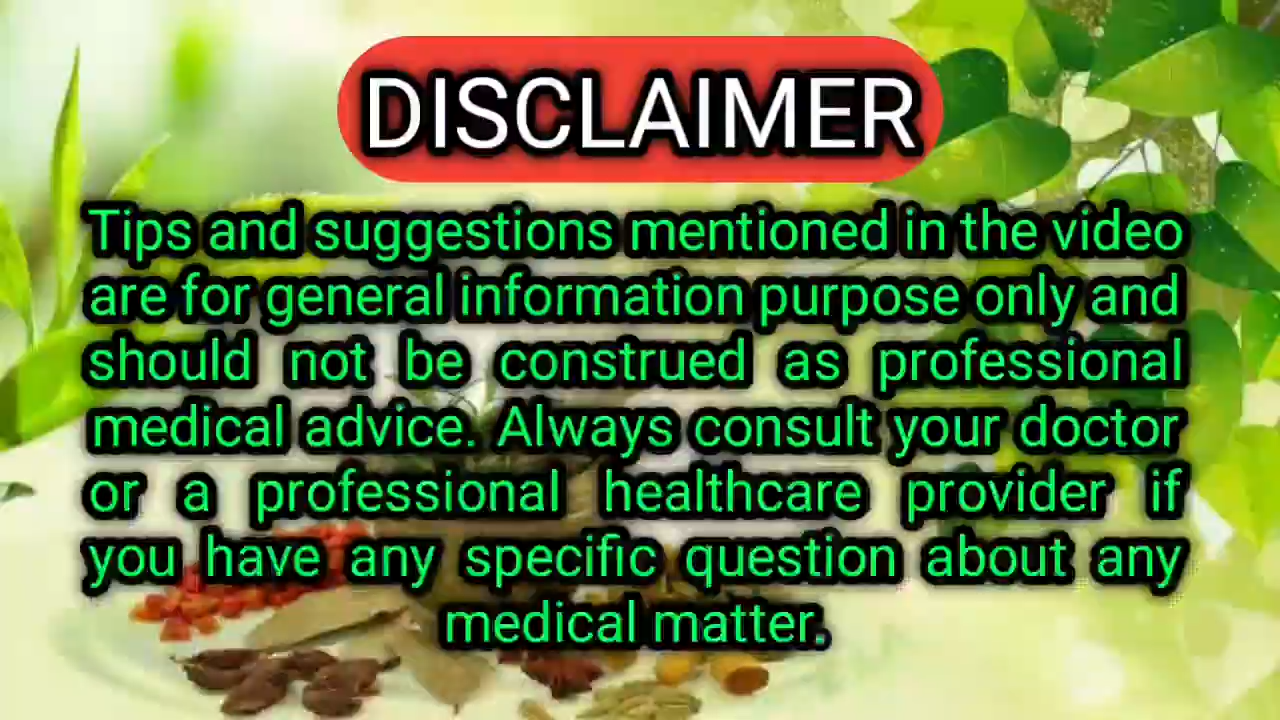 DISCLAIMER
Tips and suggestions mentioned in the video
are for general information purpose only and
should not be construed as professional
medical advice. Always consult your doctor
or a professional healthcare provider if
you have any specific question about any
medical matter.